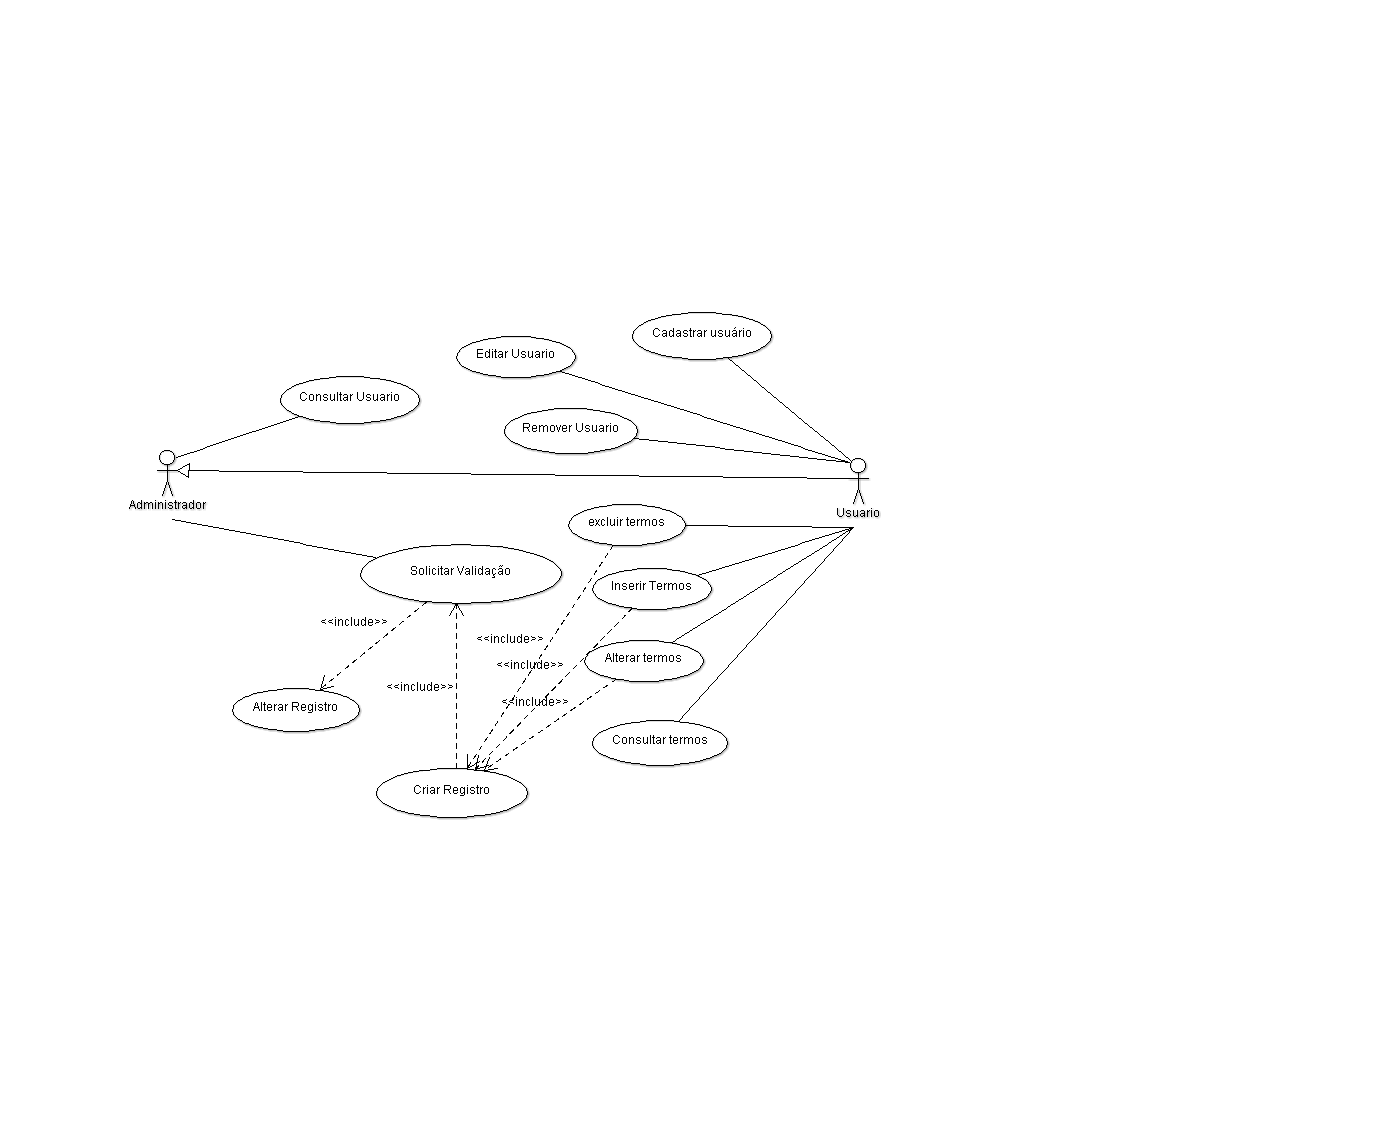 Cadastrar usuário
Editar Usuario
Consultar Usuario
Remover Usuario
Administrador
Usuario
excluir termos
Solicitar Validação
Inserir Termos
<<include>>
<<include>>
Alterar termos
<<include>>
<<include>>
<<include>>
Alterar Registro
Consultar termos
Criar Registro